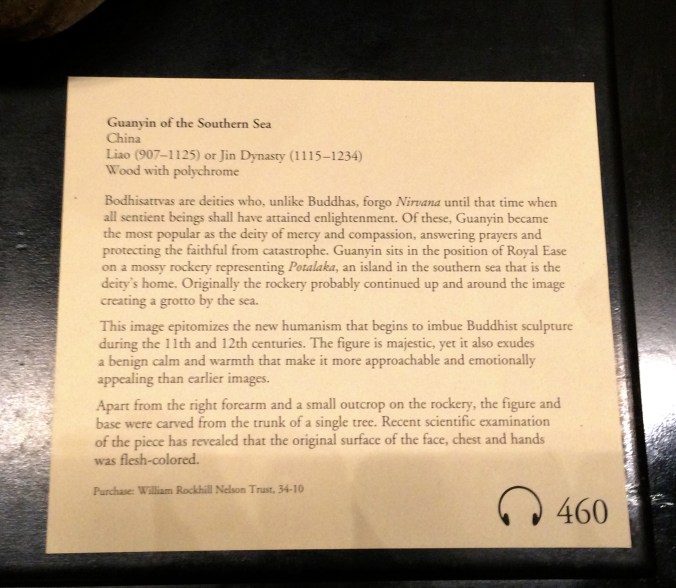 Guanyin of the Southern Sea
China
Liao (907–1125) or Jin Dynasty (1115–1234)
Wood with polychrome
Bodhisattvas are deities who, unlike Buddhas, forgo Nirvana until that time when
all sentient beings shall have attained enlightenment. Of these, Guanyin became
the most popular as the deity of mercy and compassion, answering prayers and
protecting the faithful from catastrophe. Guanyin sits in the position of Royal Ease
on a mossy rockery representing Potalaka, an island in the southern sea that is the
deity's home. Originally the rockery probably continued up and around the image
creating a grotto by the sea.
This image epitomizes the new humanism that begins to imbue Buddhist sculpture
during the 11th and 12th centuries. The figure is majestic, yet it also exudes
a benign calm and warmth that make it more approachable and emotionally
appealing than earlier images.
Apart from the right forearm and a small outcrop on the rockery, the figure and
base were carved from the trunk of a single tree. Recent scientific examination
of the piece has revealed that the original surface of the face, chest and hands
was flesh-colored.
Purchase: William Rockhill Nelson Trust, 34-10
460